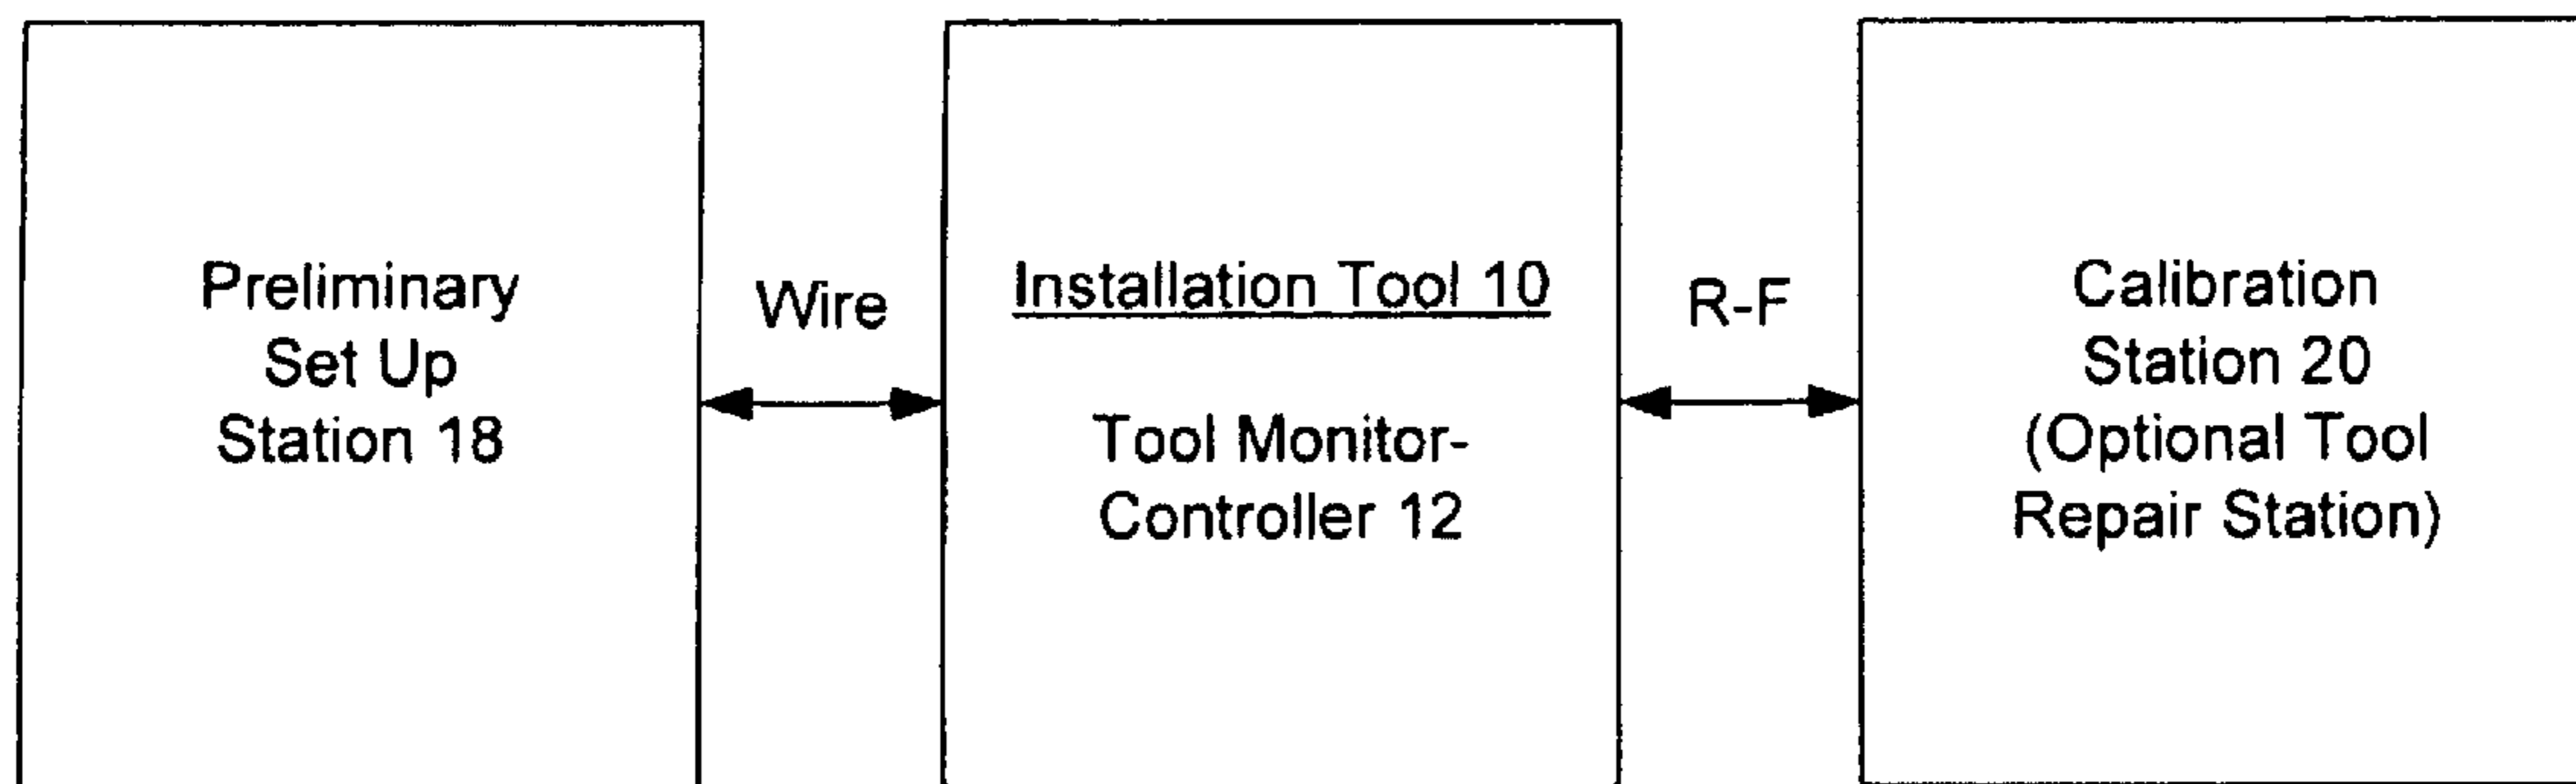 Preliminary
Set Up
Station 18
Wire
Installation Tool 10
Tool Monitor-
Controller 12
R-F
Calibration
Station 20
(Optional Tool
Repair Station)